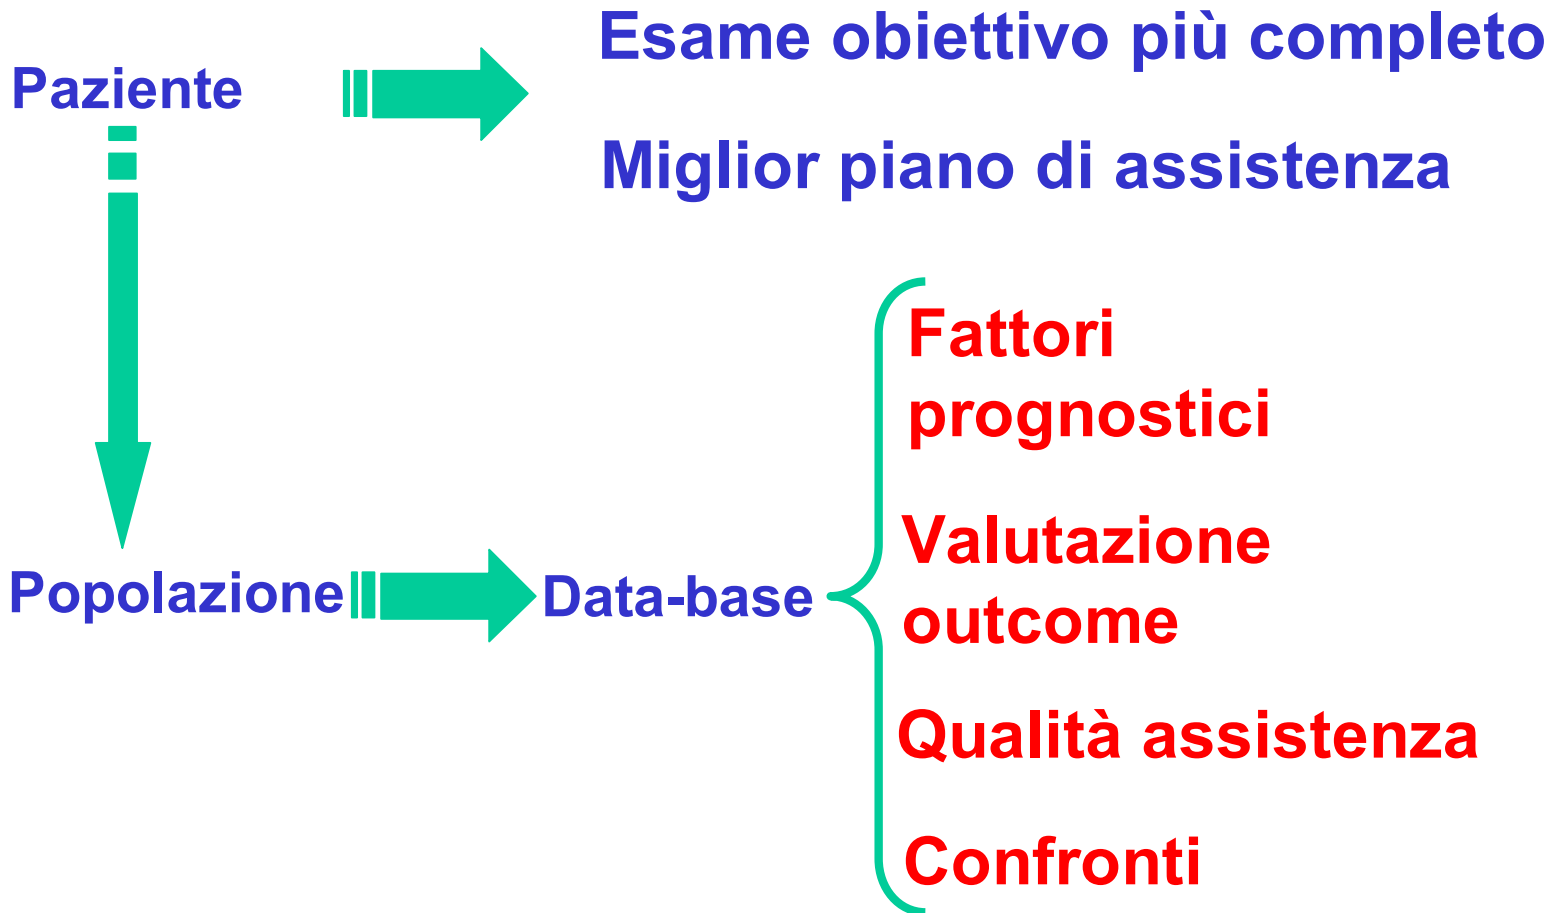 Esame obiettivo più completo
Paziente
Miglior piano di assistenza
Fattori
prognostici
Valutazione
outcome
Popolazione
Data-base
Qualità assistenza
Confronti